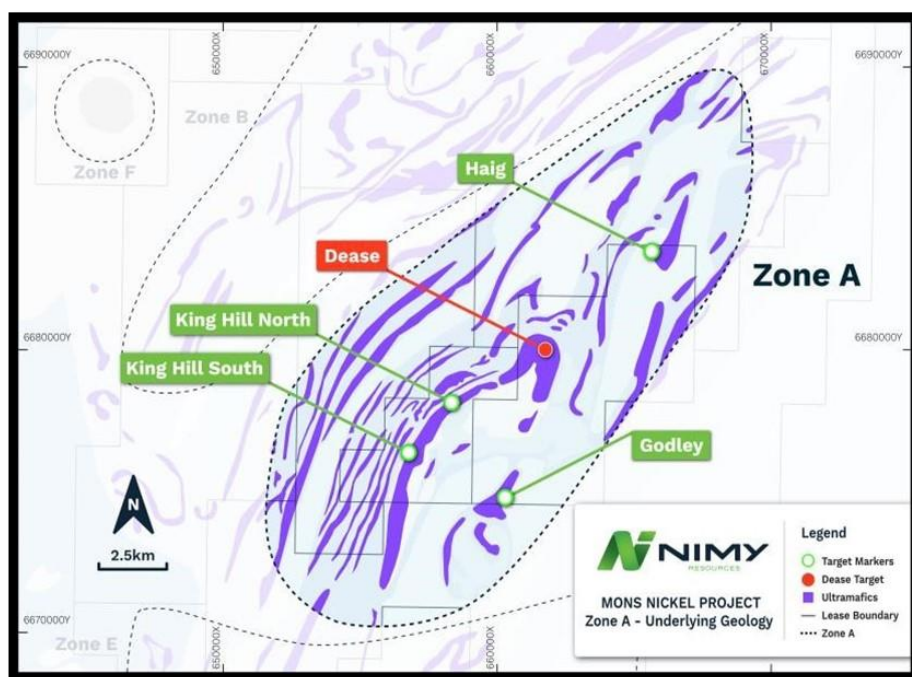 6690000Y
650000X
660000X
670000X
6690000Y
Zone B
Zone F
Haig
Dease
Zone A
King Hill North
6680000Y
6680000Y
King Hill South
Godley
N
2.5km
NIMY
RESOURCES
MONS NICKEL PROJECT
Zone A - Underlying Geology
Legend
Target Markers
Dease Target
Ultramafics
Lease Boundary
Zone A
6670000Y
Zone E
650000X
660000X